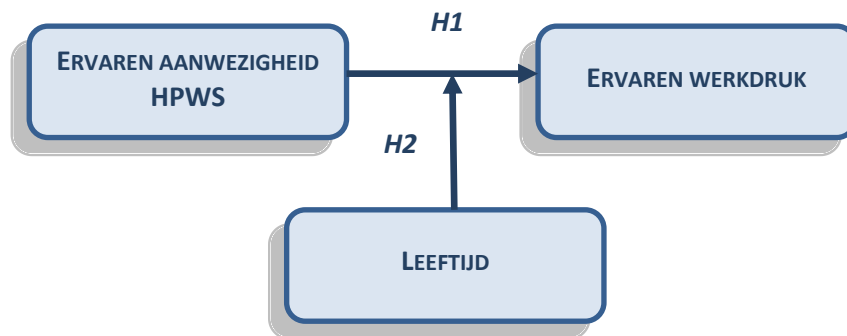 H1
ERVAREN AANWEZIGHEID
HPWS
ERVAREN WERKDRUK
H2
LEEFTIJD